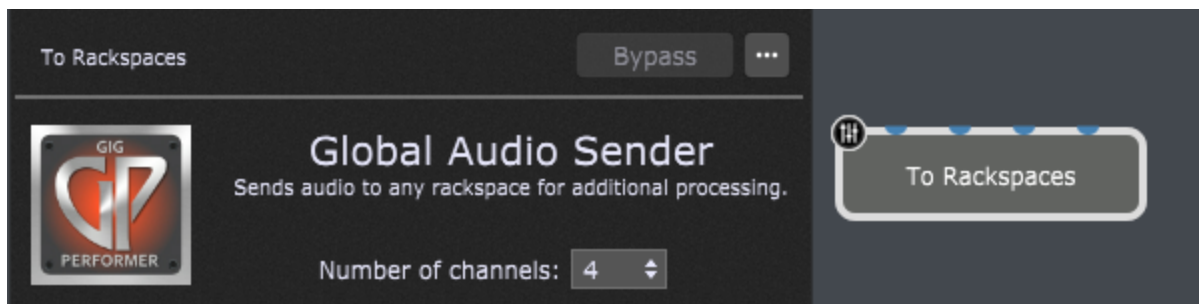 To Rackspaces
Bypass
...
GIG
GP
PERFORMER
Global Audio Sender
Sends audio to any rackspace for additional processing.
Number of channels: 4
To Rackspaces